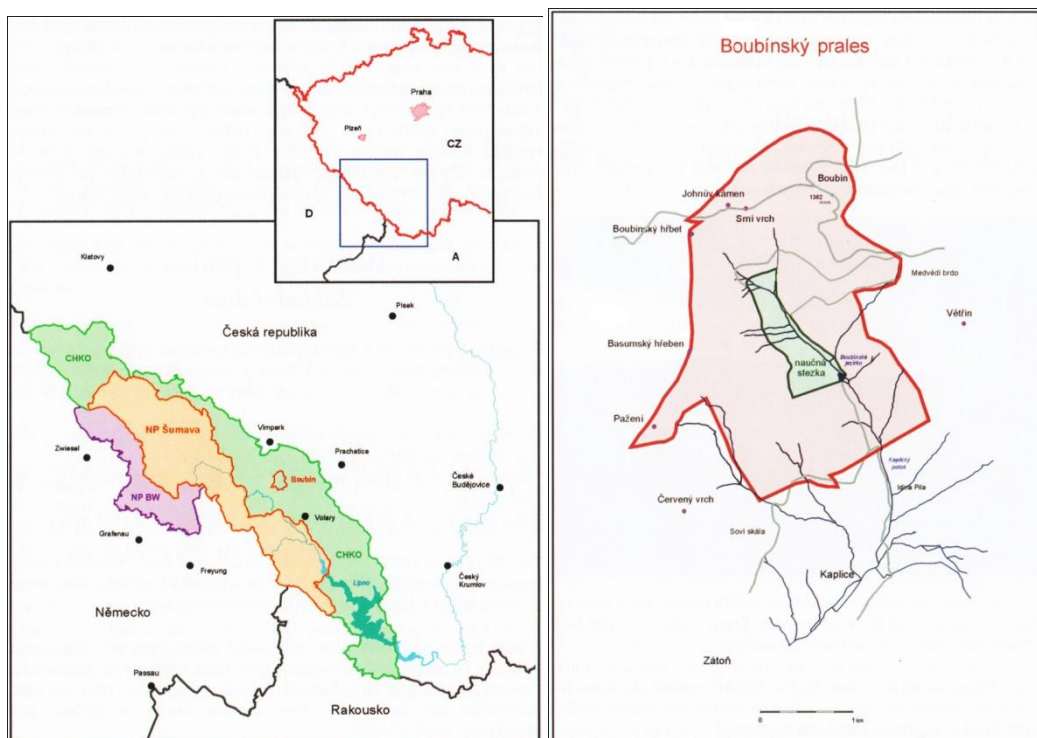 Praha
Plzeň
CZ
D
A
Klatovy
Písek
Česká republika
CHKO
NP Šumava
Vimperk
Zwiesel
Prachatice
Boubín
NP BW
České
Budějovice
Volary
Grafenau
CHKO
Freyung
Lipno
Český
Krumlov
Německo
Passau
Rakousko
Boubínský prales
Boubín
1362
Johnův kámen
Srní vrch
Boubínský hřbet
Medvědí brdo
Větřín
Basumský hřeben
Boubínské
jezírko
naučná
stezka
Pažení
Kaplický
potok
Idina Pila
Červený vrch
Soví skála
Kaplice
Zátoň
0
1 km